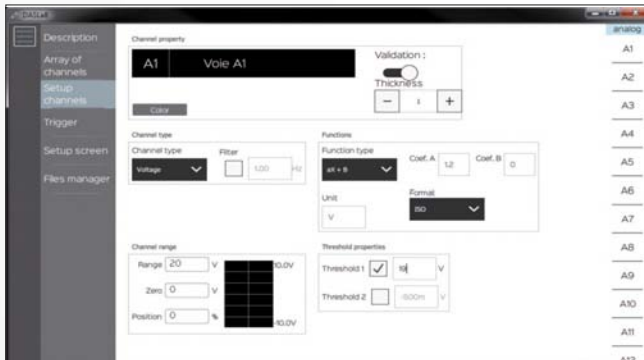 DASLab
Description
Array of
channels
Setup
channels
Trigger
Setup screen
Files manager
Channel property
A1 Voie A1
Color
Validation :
Thickness
− 1 +
Channel type
Channel type
Voltage
Filter
1,00 Hz
Functions
Function type
aX + B
Coef. A 1,2
Coef. B 0
Unit
V
Format
ISO
Channel range
Range 20 V
Zero 0 V
Position 0 %
10,0V
-10,0V
Threshold properties
Threshold 1 19 V
Threshold 2 -500m V
analog
A1
A2
A3
A4
A5
A6
A7
A8
A9
A10
A11
A12